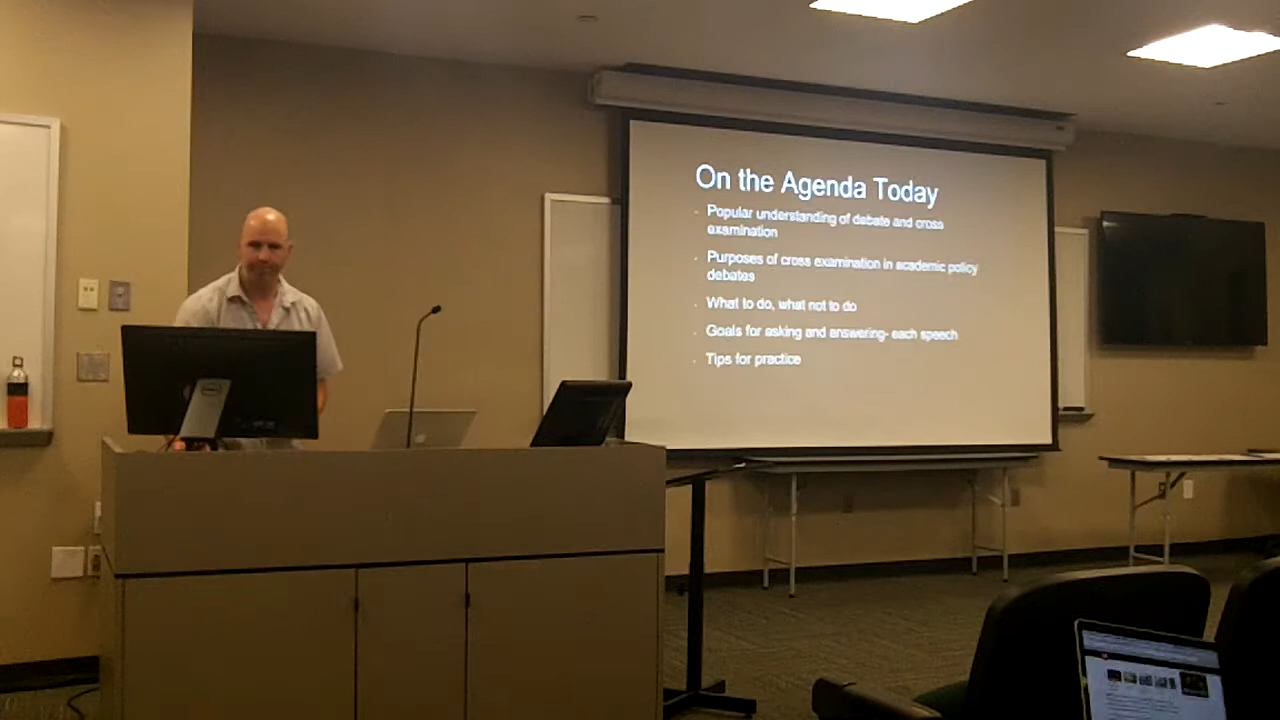 On the Agenda Today
Popular understanding of debate and cross
examination
Purposes of cross examination in academic policy
debates
What to do, what not to do
Goals for asking and answering- each speech
Tips for practice
DELL